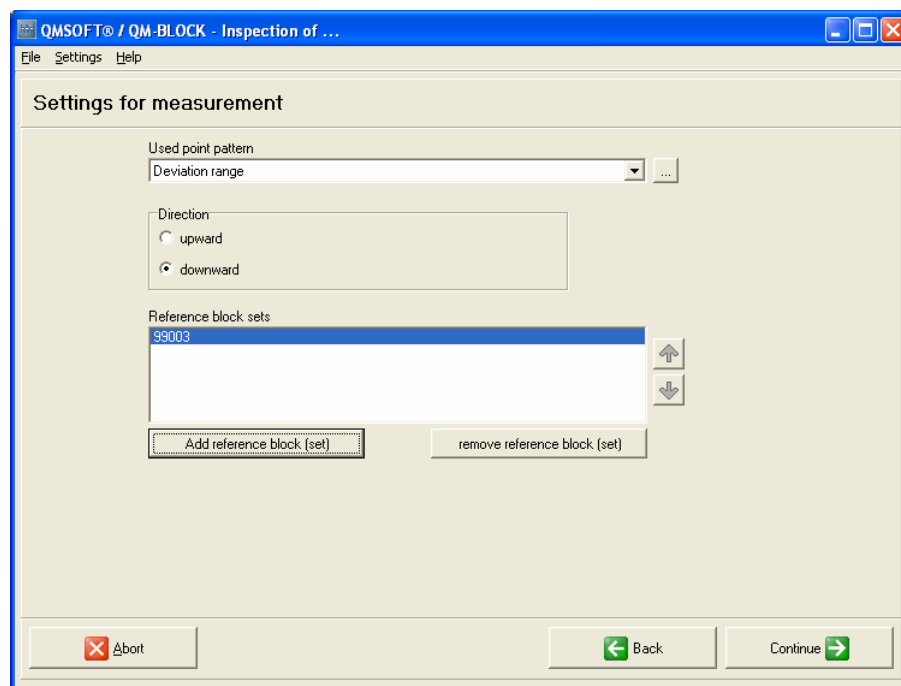 QMSOFT® / QM-BLOCK - Inspection of ...
File Settings Help
Settings for measurement
Used point pattern
Deviation range
...
Direction
upward
downward
Reference block sets
99003
Add reference block (set)
remove reference block (set)
Abort
Back
Continue